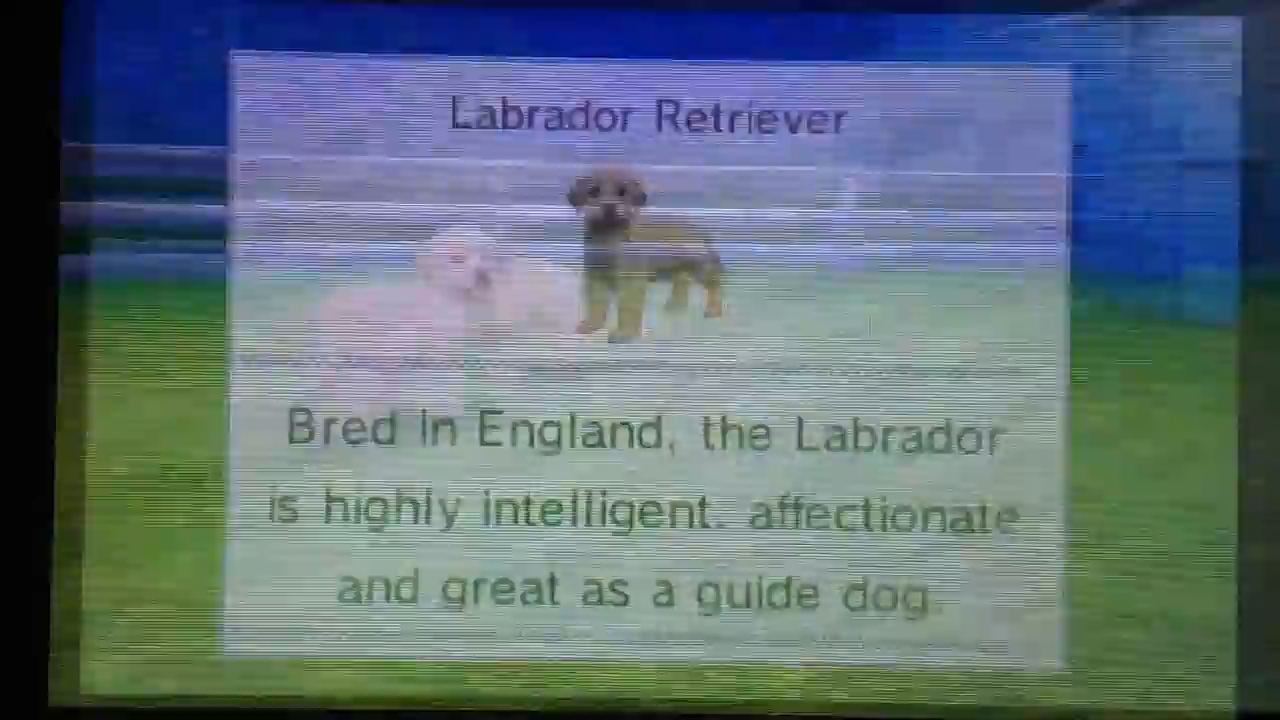 Labrador Retriever
Bred in England, the Labrador
is highly intelligent, affectionate
and great as a guide dog.